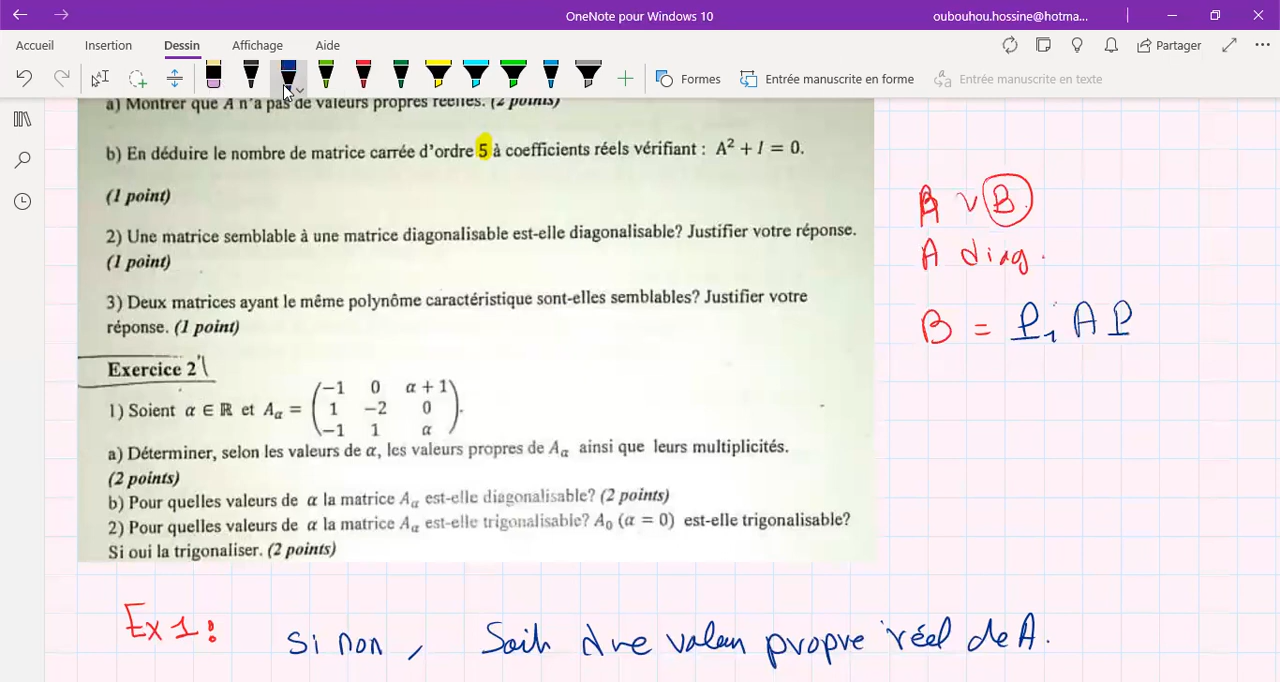 OneNote pour Windows 10
oubouhou.hossine@hotma...
Accueil Insertion Dessin Affichage Aide
Partager
Formes Entrée manuscrite en forme Entrée manuscrite en texte
a) Montrer que A n'a pas de valeurs propres réelles. (2 points)
b) En déduire le nombre de matrice carrée d'ordre 5 à coefficients réels vérifiant : A² + I = 0.
(1 point)
2) Une matrice semblable à une matrice diagonalisable est-elle diagonalisable? Justifier votre réponse.
(1 point)
3) Deux matrices ayant le même polynôme caractéristique sont-elles semblables? Justifier votre
réponse. (1 point)
Exercice 2
1) Soient α ∈ ℝ et Aα = (−1 0 α + 1
1 −2 0
−1 1 α).
a) Déterminer, selon les valeurs de α, les valeurs propres de Aα ainsi que leurs multiplicités.
(2 points)
b) Pour quelles valeurs de α la matrice Aα est-elle diagonalisable? (2 points)
2) Pour quelles valeurs de α la matrice Aα est-elle trigonalisable? A₀ (α = 0) est-elle trigonalisable?
Si oui la trigonaliser. (2 points)
A ∨ B
A diag.
B = P₁ A P
Ex 1 :
Si non, Soit une valeur propre réel de A.